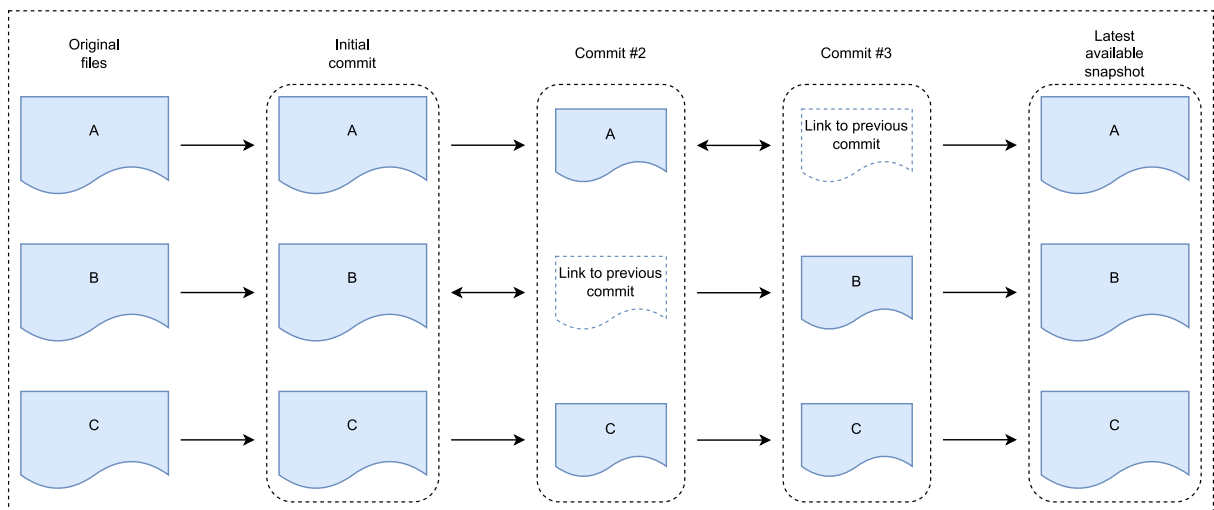 Original
files
Initial
commit
Commit #2
Commit #3
Latest
available
snapshot
A
A
A
Link to previous
commit
A
B
B
Link to previous
commit
B
B
C
C
C
C
C